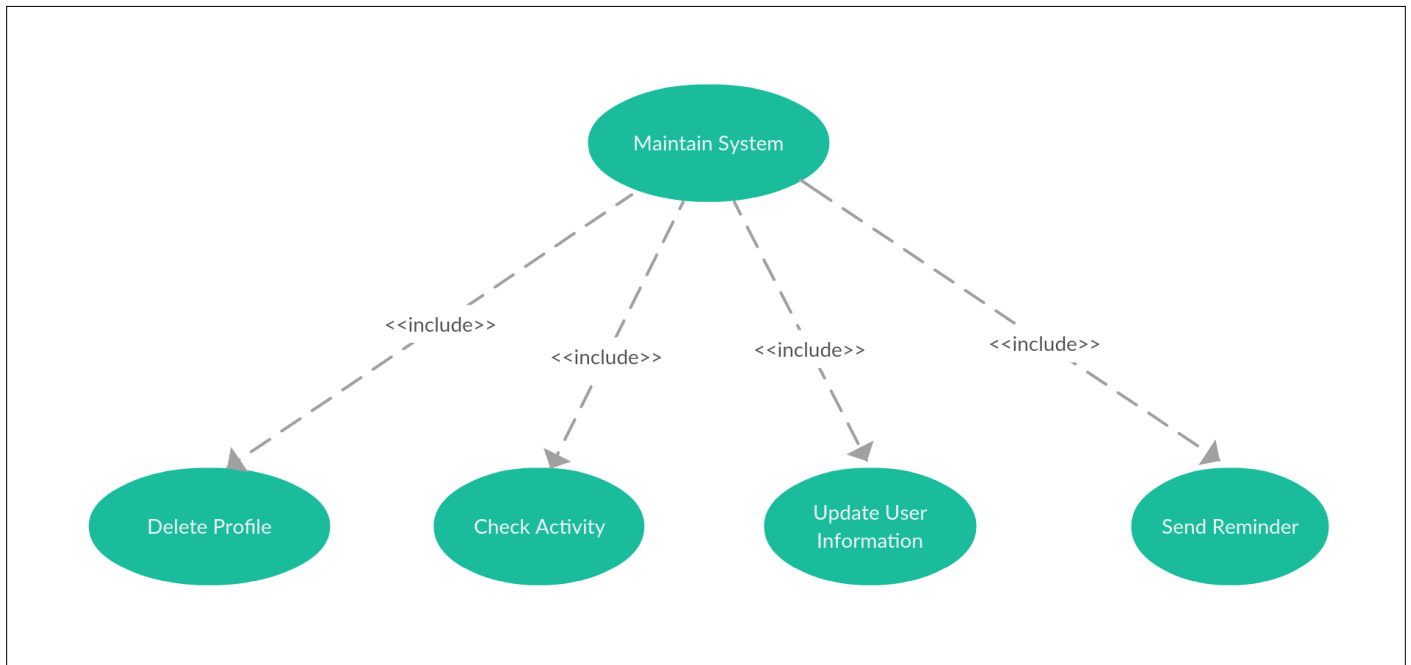 Maintain System
<<include>>
<<include>>
<<include>>
<<include>>
Delete Profile
Check Activity
Update User
Information
Send Reminder